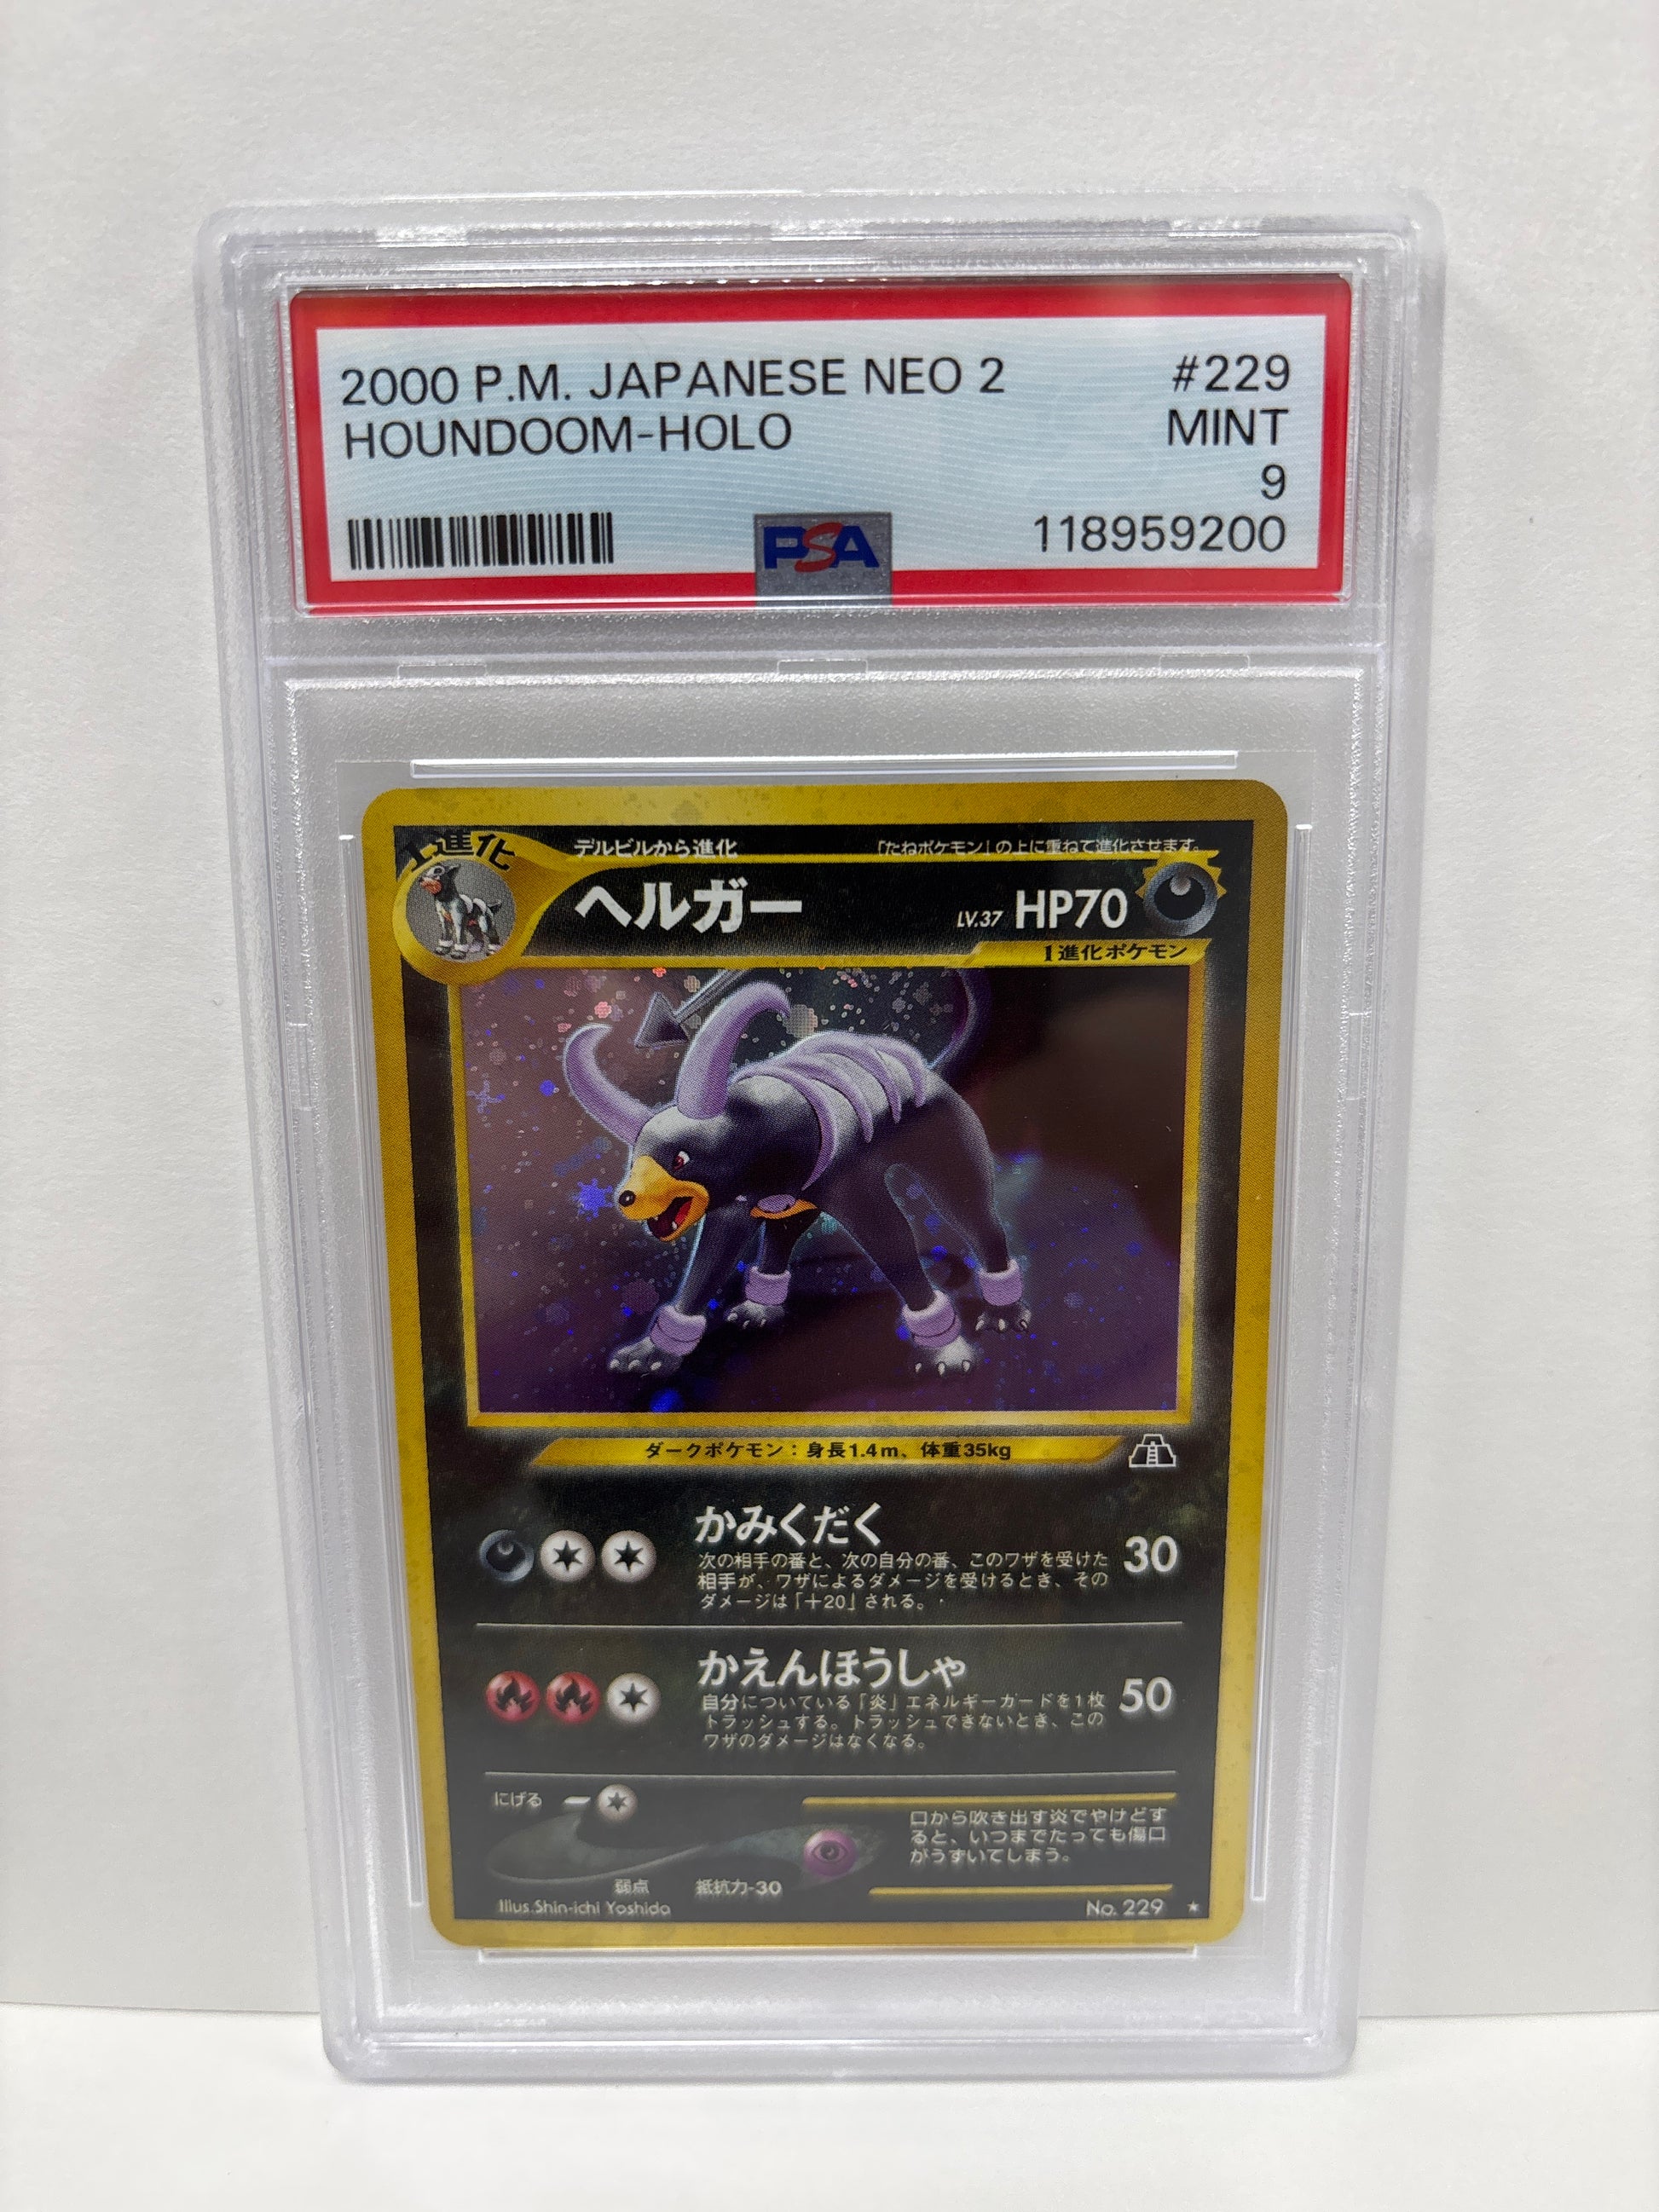 2000 P.M. JAPANESE NEO 2 #229
HOUNDOOM-HOLO MINT
9
PSA 118959200
1進化
デルビルから進化 「たねポケモン」の上に重ねて進化させます。
ヘルガー LV.37 HP70
1進化ポケモン
ダークポケモン：身長1.4m、体重35kg
かみくだく 30
次の相手の番と、次の自分の番、このワザを受けた
相手が、ワザによるダメージを受けるとき、その
ダメージは「＋20」される。
かえんほうしゃ 50
自分についている「炎」エネルギーカードを1枚
トラッシュする。トラッシュできないとき、この
ワザのダメージはなくなる。
にげる
口から吹き出す炎でやけどす
ると、いつまでたっても傷口
がうずいてしまう。
弱点 抵抗力-30
Illus.Shin-ichi Yoshida No. 229 ★